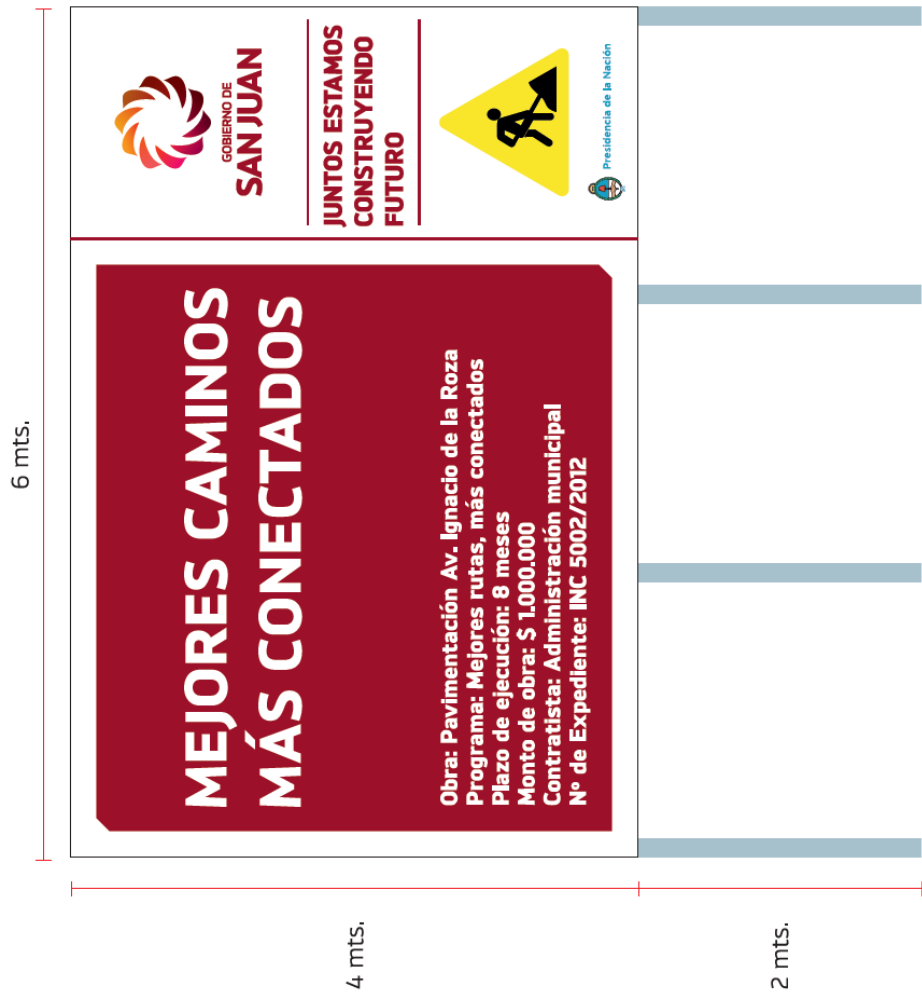 6 mts.
MEJORES CAMINOS
MÁS CONECTADOS
Obra: Pavimentación Av. Ignacio de la Roza
Programa: Mejores rutas, más conectados
Plazo de ejecución: 8 meses
Monto de obra: $ 1.000.000
Contratista: Administración municipal
Nº de Expediente: INC 5002/2012
GOBIERNO DE
SAN JUAN
JUNTOS ESTAMOS
CONSTRUYENDO
FUTURO
Presidencia de la Nación
4 mts.
2 mts.